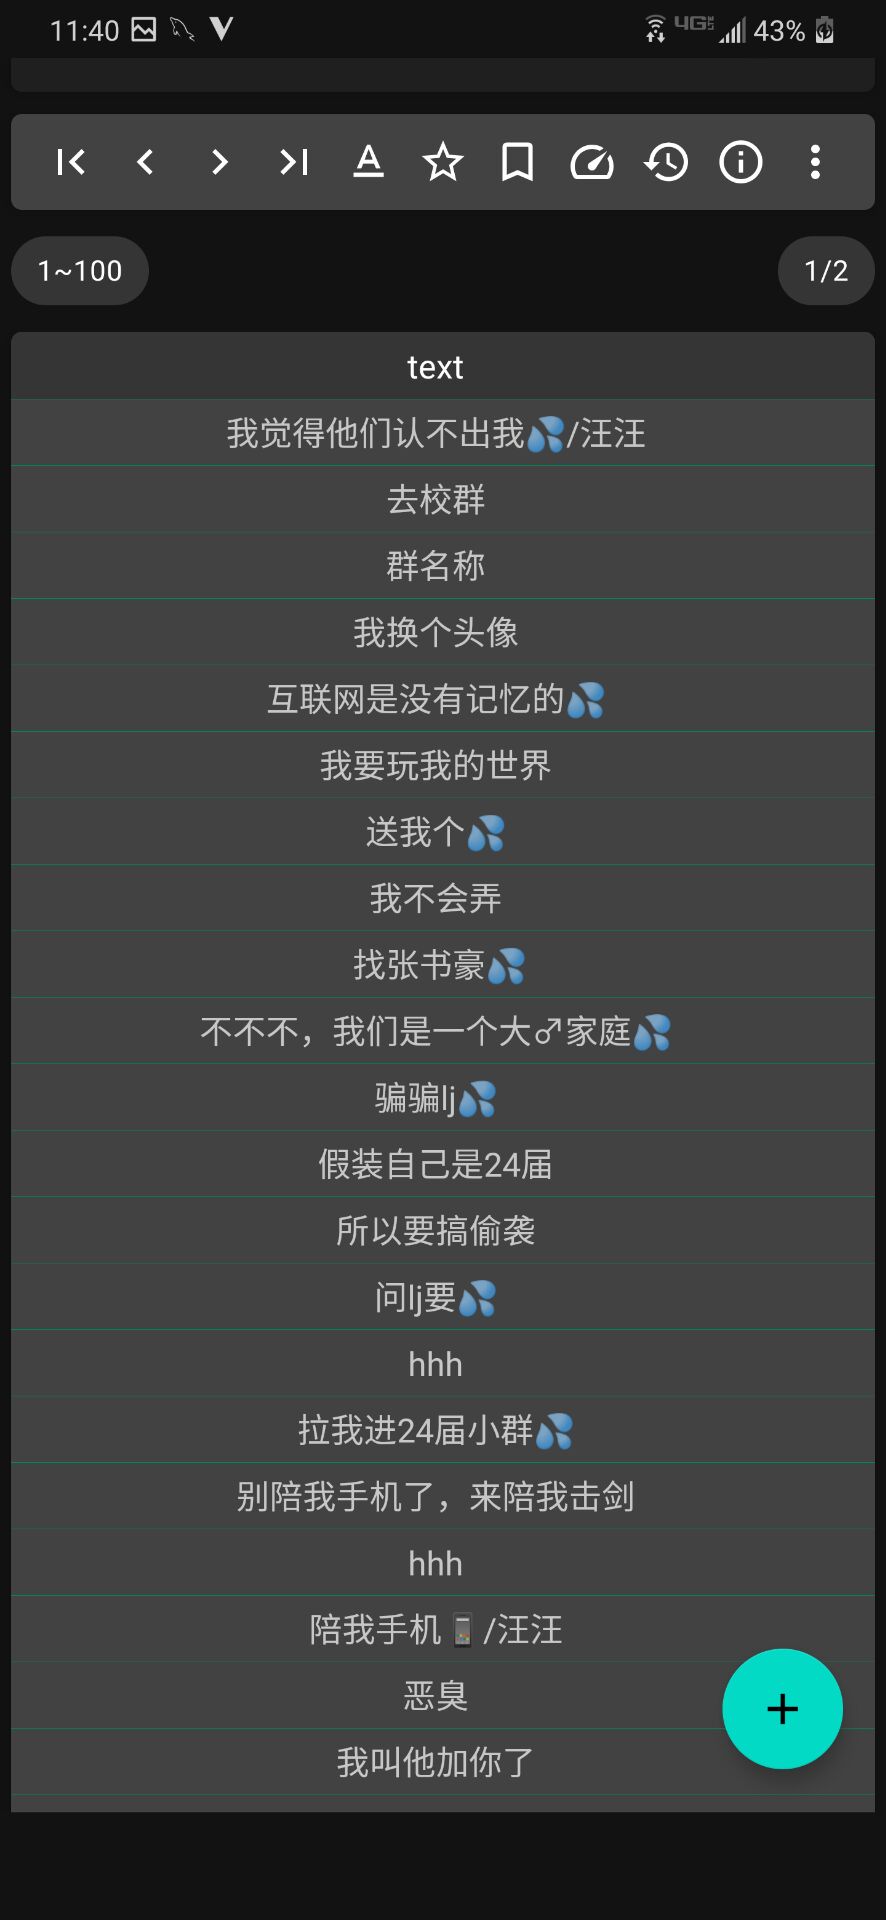 11:40 4G 43%
1~100 1/2
text
我觉得他们认不出我💦/汪汪
去校群
群名称
我换个头像
互联网是没有记忆的💦
我要玩我的世界
送我个💦
我不会弄
找张书豪💦
不不不，我们是一个大♂家庭💦
骗骗lj💦
假装自己是24届
所以要搞偷袭
问lj要💦
hhh
拉我进24届小群💦
别陪我手机了，来陪我击剑
hhh
陪我手机📱/汪汪
恶臭
我叫他加你了